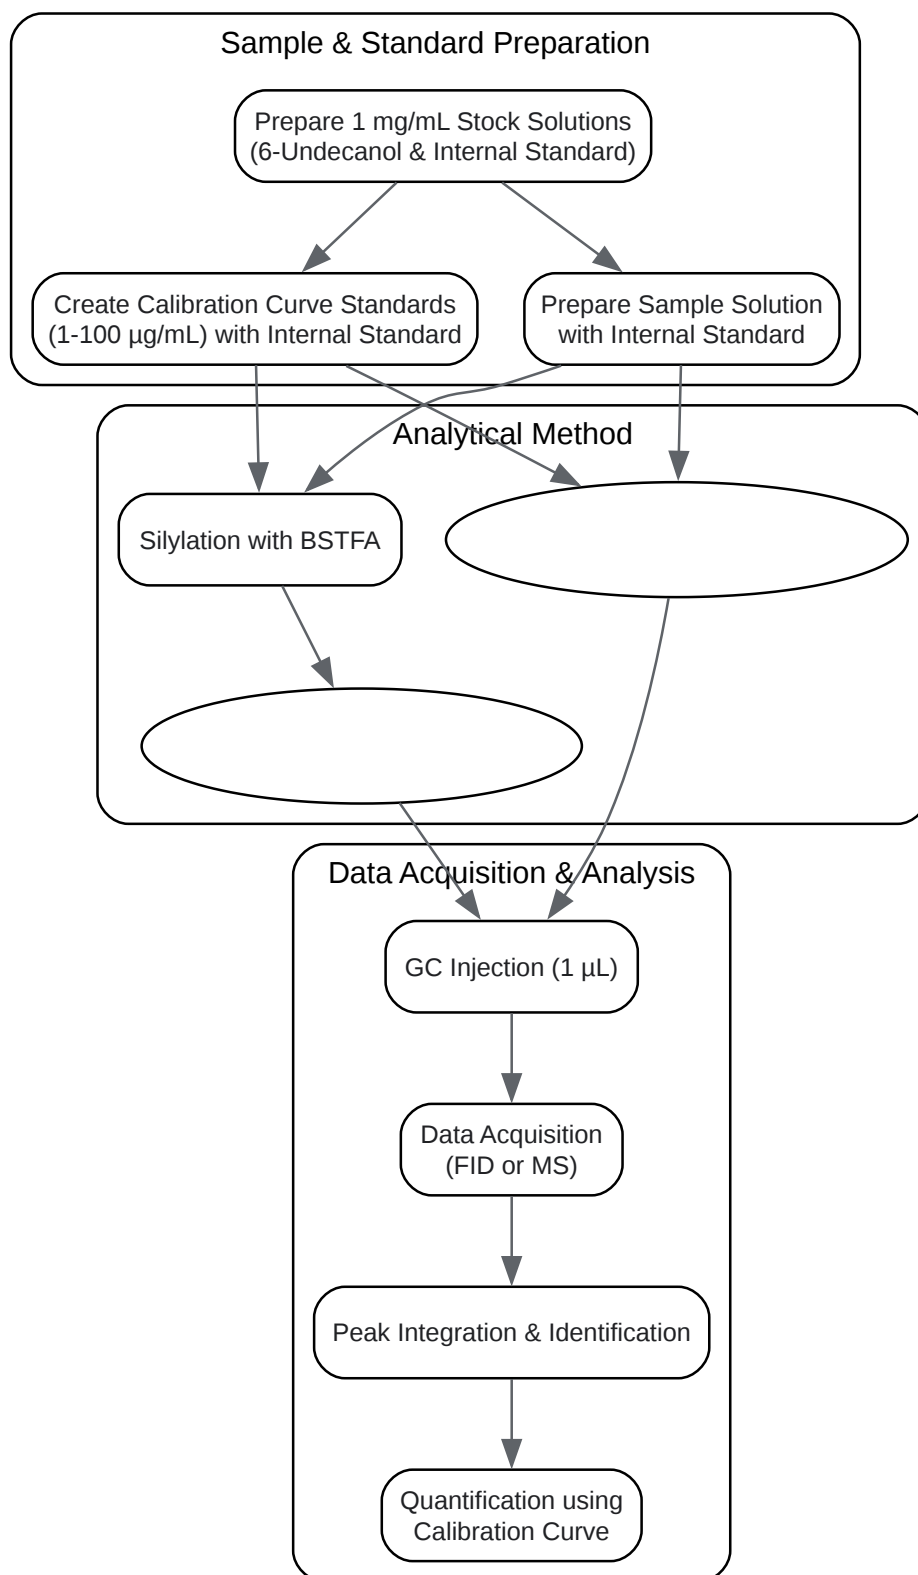 Sample & Standard Preparation
Prepare 1 mg/mL Stock Solutions
(6-Undecanol & Internal Standard)
Create Calibration Curve Standards
(1-100 µg/mL) with Internal Standard
Prepare Sample Solution
with Internal Standard
Analytical Method
Silylation with BSTFA
Data Acquisition & Analysis
GC Injection (1 µL)
Data Acquisition
(FID or MS)
Peak Integration & Identification
Quantification using
Calibration Curve